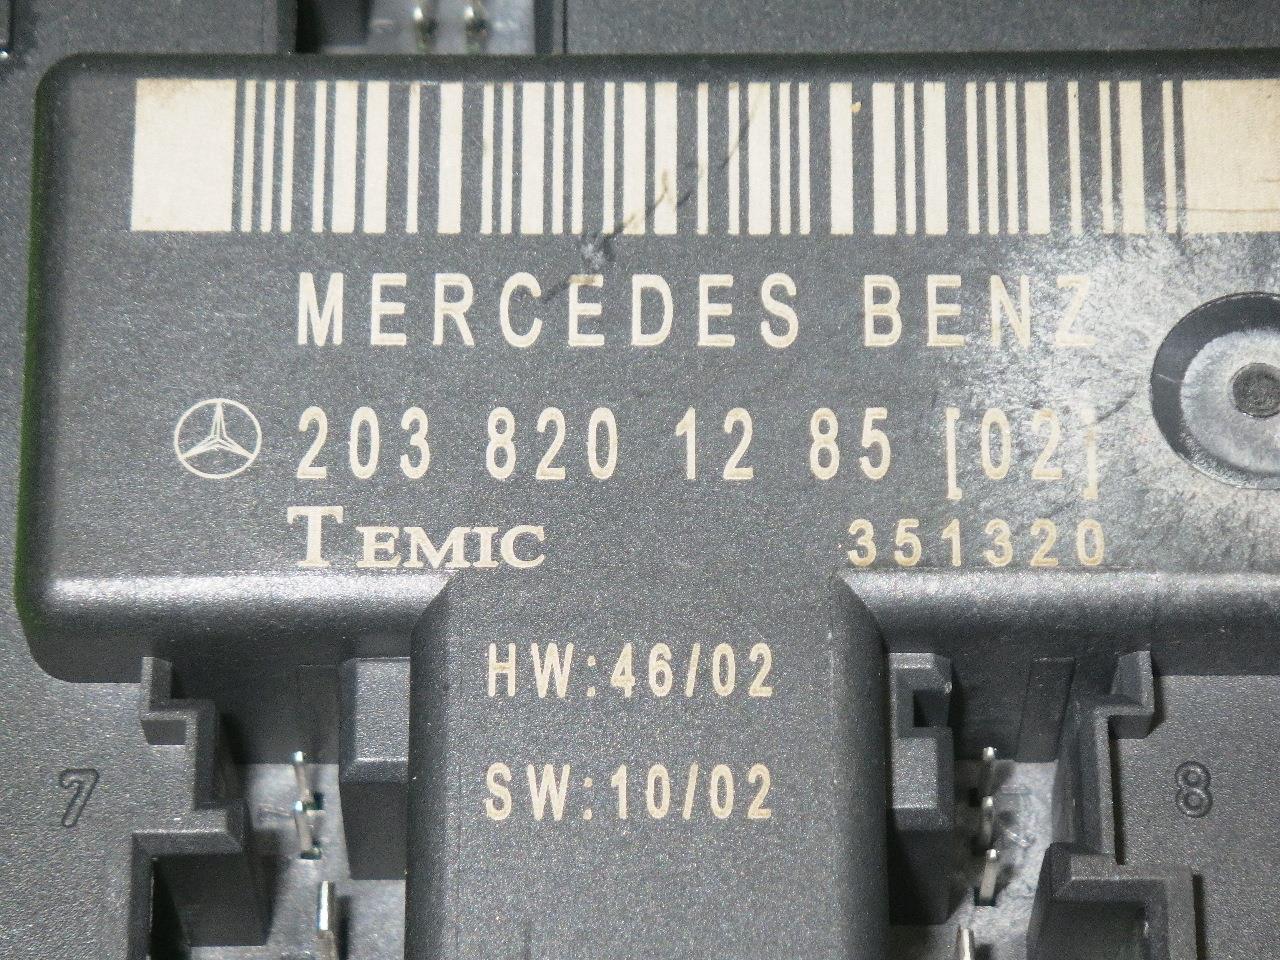 MERCEDES BENZ
203 820 12 85 [02]
TEMIC 351320
HW:46/02
SW:10/02
7 8